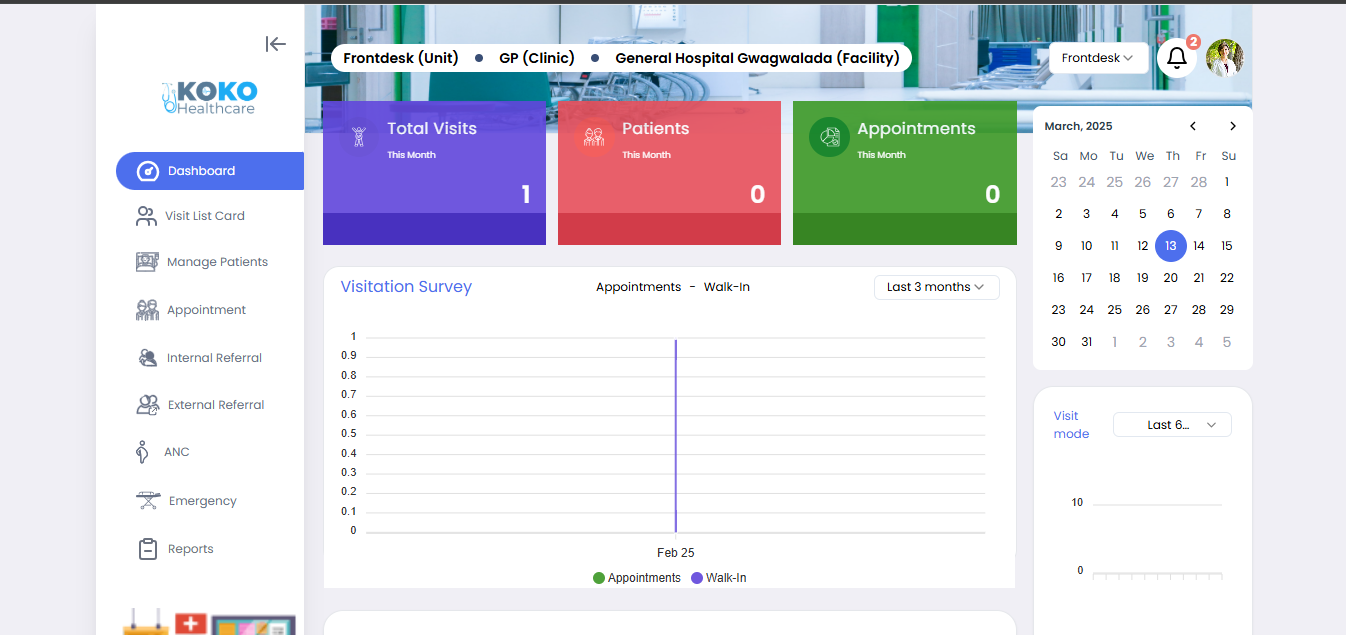 Frontdesk (Unit) • GP (Clinic) • General Hospital Gwagwalada (Facility)
Frontdesk
2
KOKO
Healthcare
Dashboard
Visit List Card
Manage Patients
Appointment
Internal Referral
External Referral
ANC
Emergency
Reports
Total Visits
This Month
1
Patients
This Month
0
Appointments
This Month
0
Visitation Survey
Appointments - Walk-In
Last 3 months
1
0.9
0.8
0.7
0.6
0.5
0.4
0.3
0.2
0.1
0
Feb 25
Appointments Walk-In
March, 2025
Sa Mo Tu We Th Fr Su
23 24 25 26 27 28 1
2 3 4 5 6 7 8
9 10 11 12 13 14 15
16 17 18 19 20 21 22
23 24 25 26 27 28 29
30 31 1 2 3 4 5
Visit
mode
Last 6...
10
0